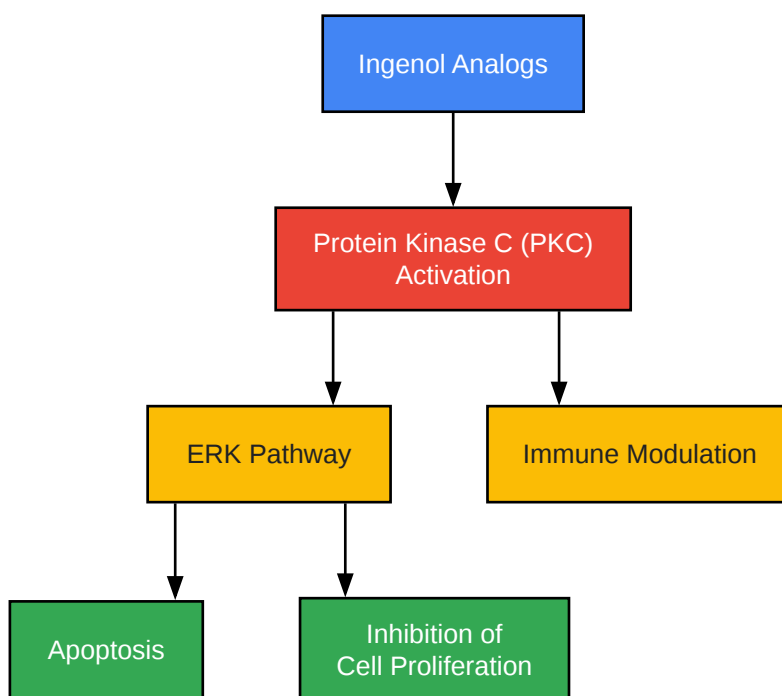 Ingenol Analogs
Protein Kinase C (PKC)
Activation
ERK Pathway
Immune Modulation
Apoptosis
Inhibition of
Cell Proliferation